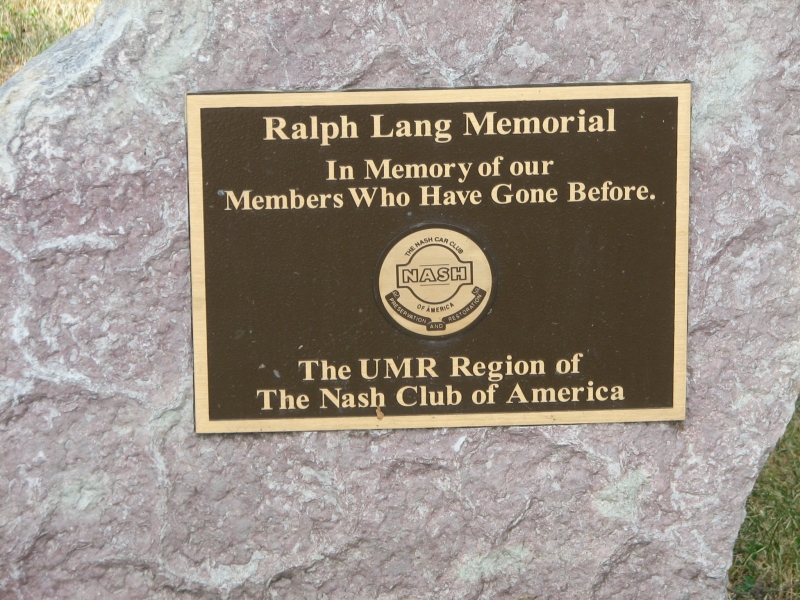 Ralph Lang Memorial
In Memory of our
Members Who Have Gone Before.
THE NASH CAR CLUB
NASH
OF AMERICA
PRESERVATION AND RESTORATION
The UMR Region of
The Nash Club of America